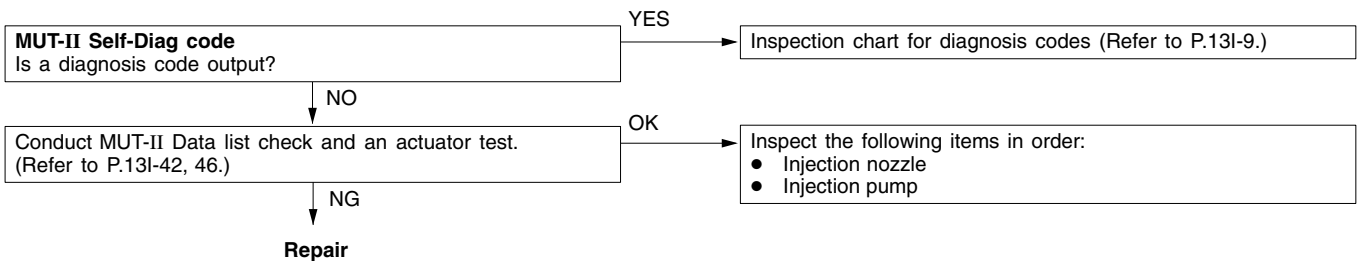 YES
MUT-II Self-Diag code
Is a diagnosis code output?
Inspection chart for diagnosis codes (Refer to P.13I-9.)
NO
Conduct MUT-II Data list check and an actuator test.
(Refer to P.13I-42, 46.)
OK
Inspect the following items in order:
● Injection nozzle
● Injection pump
NG
Repair